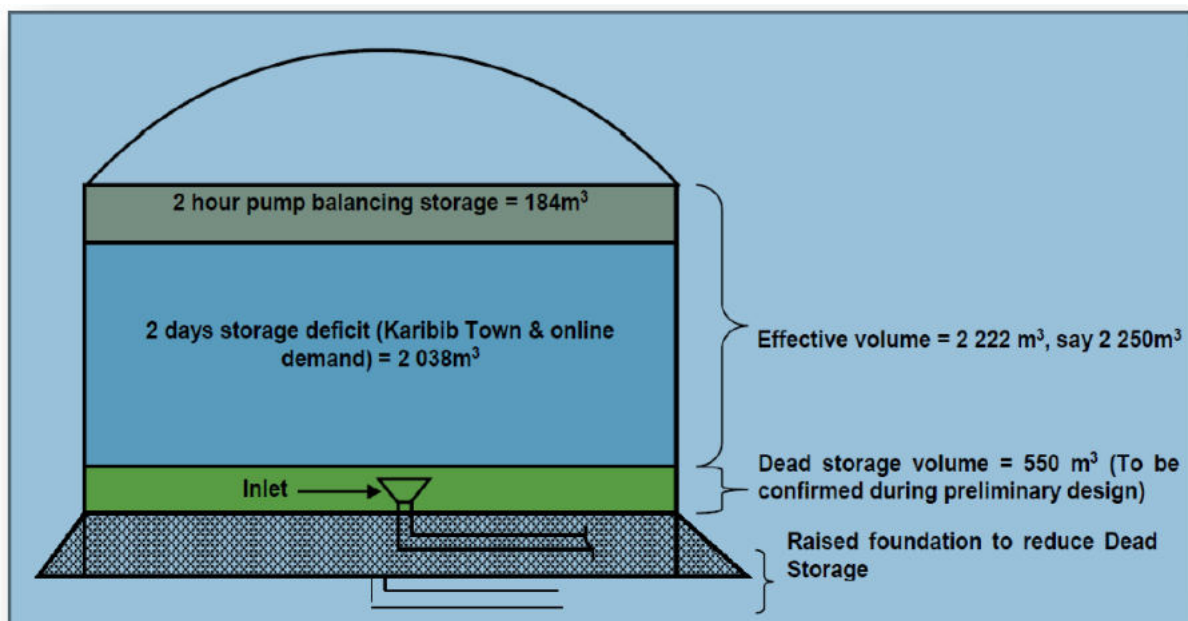 2 hour pump balancing storage = 184m³
2 days storage deficit (Karibib Town & online
demand) = 2 038m³
Effective volume = 2 222 m³, say 2 250m³
Dead storage volume = 550 m³ (To be
confirmed during preliminary design)
Inlet
Raised foundation to reduce Dead
Storage